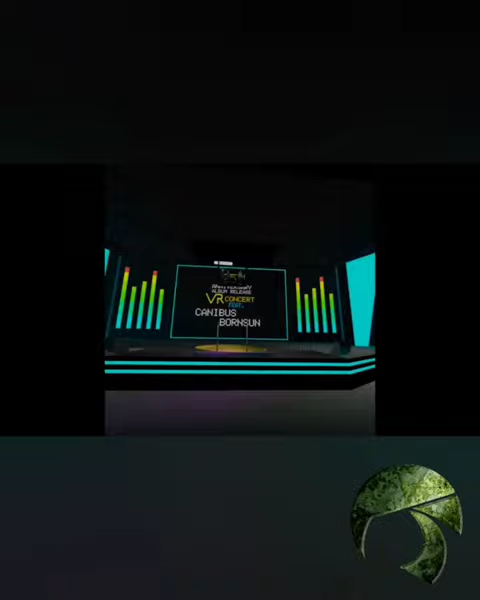 ALBUM RELEASE
VR CONCERT
FEAT.
CANIBUS
BORNSUN